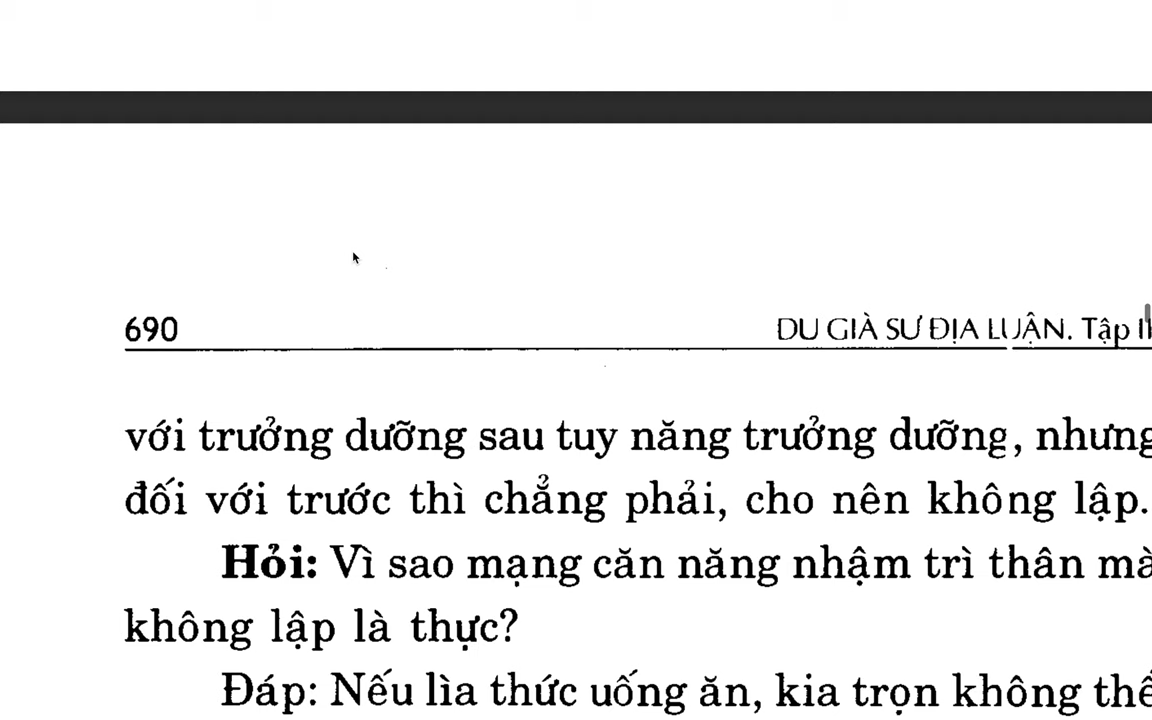 690
DU GIÀ SƯ ĐỊA LUẬN. Tập
với trưởng dưỡng sau tuy năng trưởng dưỡng, nhưng
đối với trước thì chẳng phải, cho nên không lập.
Hỏi: Vì sao mạng căn năng nhậm trì thân mà
không lập là thực?
Đáp: Nếu lìa thức uống ăn, kia trọn không thể